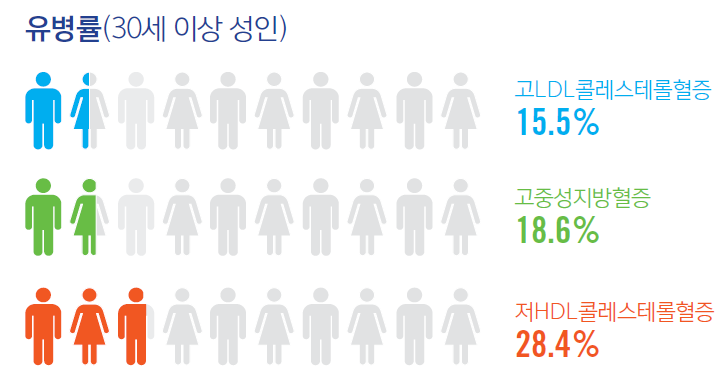 유병률(30세 이상 성인)
고LDL콜레스테롤혈증
15.5%
고중성지방혈증
18.6%
저HDL콜레스테롤혈증
28.4%